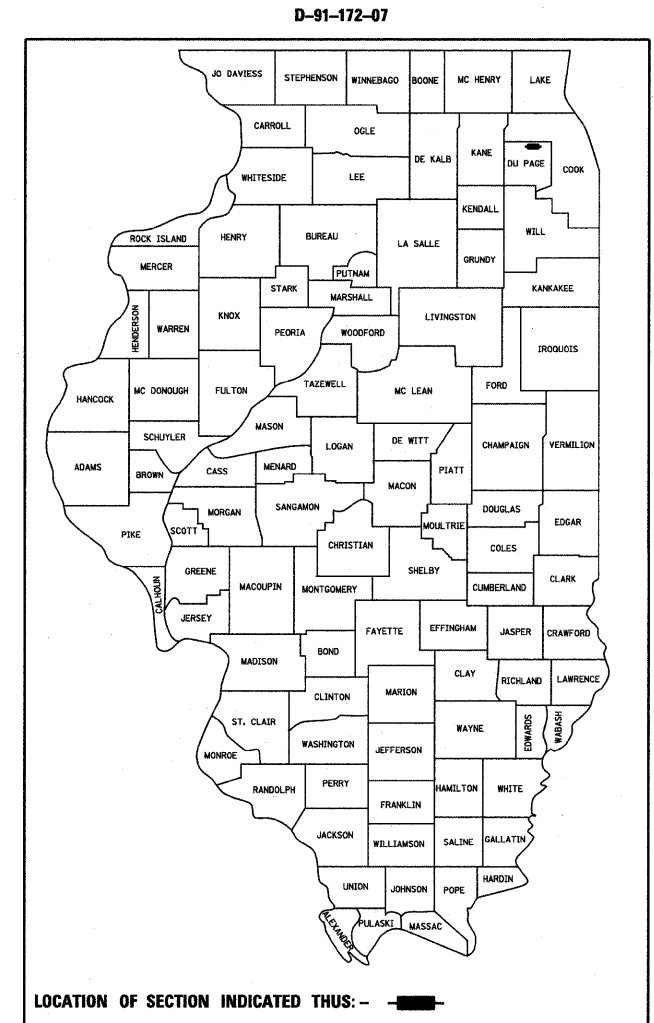 D-91-172-07
JO DAVIESS
STEPHENSON
WINNEBAGO
BOONE
MC HENRY
LAKE
CARROLL
OGLE
DE KALB
KANE
DU PAGE
COOK
WHITESIDE
LEE
KENDALL
WILL
ROCK ISLAND
HENRY
BUREAU
LA SALLE
GRUNDY
MERCER
PUTNAM
KANKAKEE
STARK
MARSHALL
HENDERSON
WARREN
KNOX
PEORIA
WOODFORD
LIVINGSTON
IROQUOIS
HANCOCK
MC DONOUGH
FULTON
TAZEWELL
MC LEAN
FORD
MASON
SCHUYLER
LOGAN
DE WITT
CHAMPAIGN
VERMILION
ADAMS
BROWN
CASS
MENARD
PIATT
MACON
MORGAN
SANGAMON
DOUGLAS
EDGAR
PIKE
SCOTT
CHRISTIAN
MOULTRIE
COLES
SHELBY
GREENE
MACOUPIN
MONTGOMERY
CUMBERLAND
CLARK
CALHOUN
JERSEY
FAYETTE
EFFINGHAM
JASPER
CRAWFORD
MADISON
BOND
CLAY
RICHLAND
LAWRENCE
CLINTON
MARION
ST. CLAIR
WAYNE
EDWARDS
WABASH
WASHINGTON
JEFFERSON
MONROE
RANDOLPH
PERRY
HAMILTON
WHITE
FRANKLIN
JACKSON
WILLIAMSON
SALINE
GALLATIN
UNION
JOHNSON
POPE
HARDIN
ALEXANDER
PULASKI
MASSAC
LOCATION OF SECTION INDICATED THUS: -